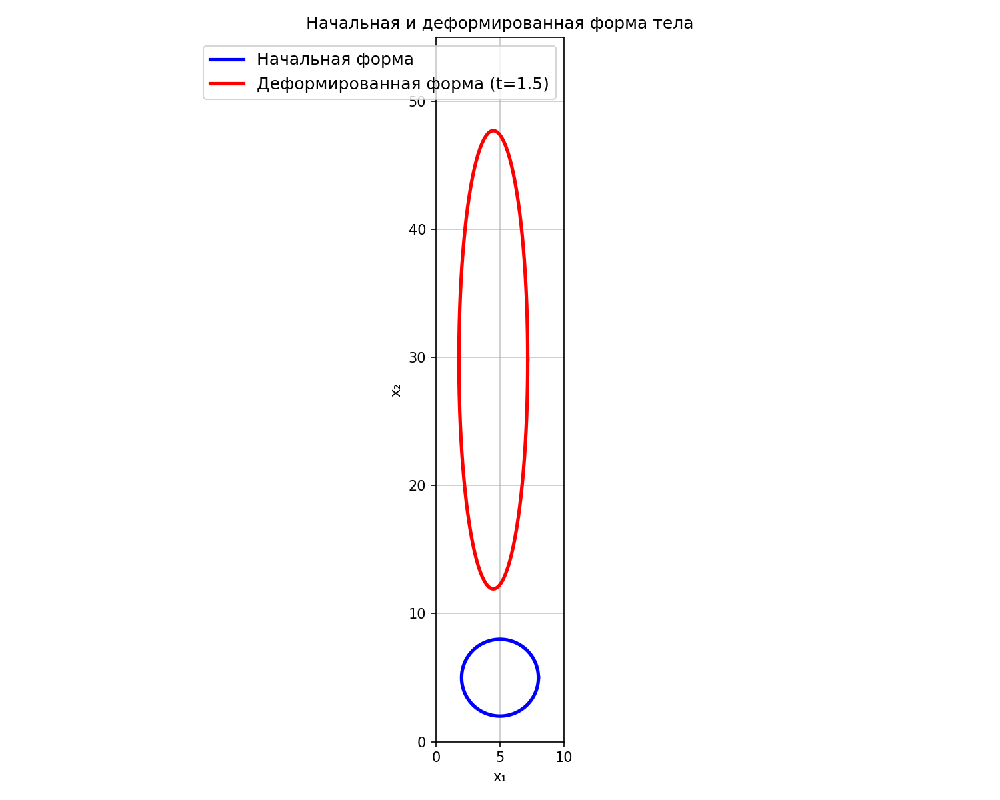 Начальная и деформированная форма тела
Начальная форма
Деформированная форма (t=1.5)
50
40
30
20
10
0
x₂
0 5 10
x₁